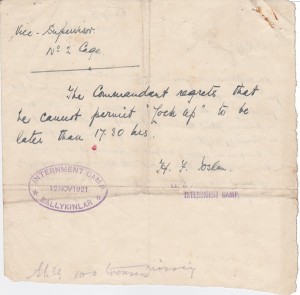 Vice-Supervisor
No 2 Cage
The Commandant regrets that
he cannot permit "lock up" to be
later than 17.30 hrs.
H. F.
INTERNMENT CAMP
12 NOV 1921
BALLYKINLAR
INTERNMENT CAMP.